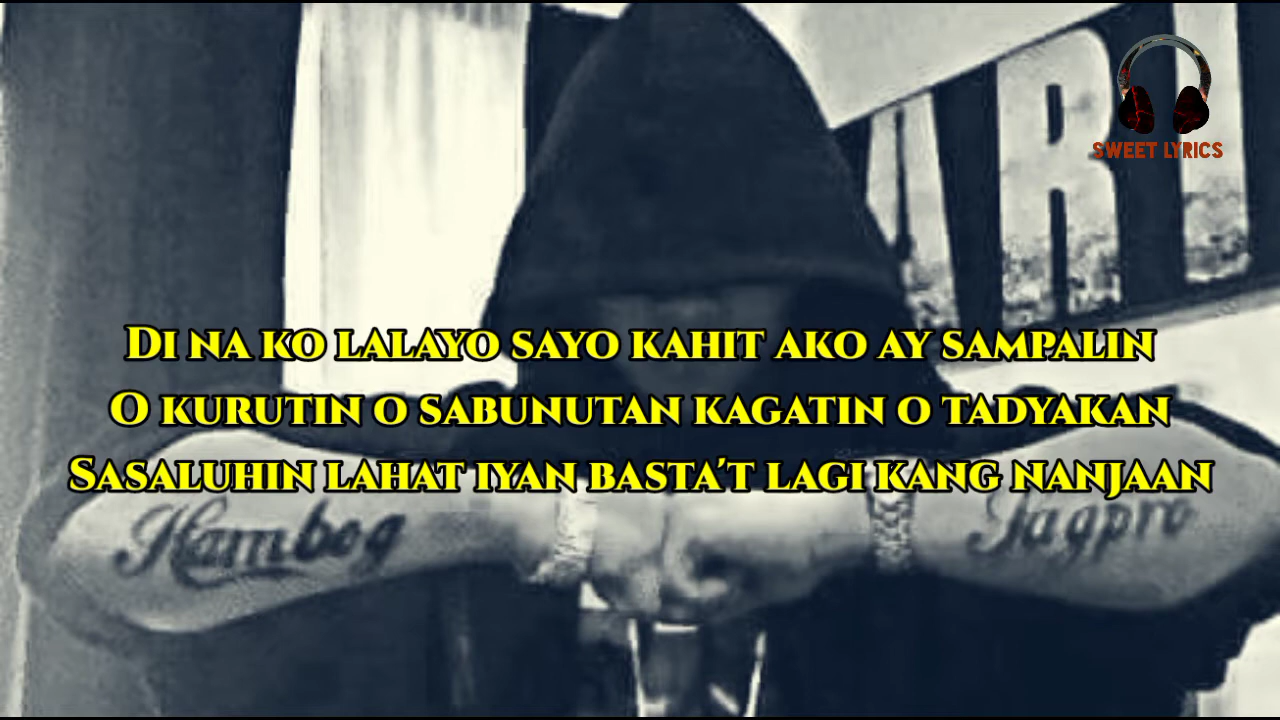 SWEET LYRICS
DI NA KO LALAYO SAYO KAHIT AKO AY SAMPALIN
O KURUTIN O SABUNUTAN KAGATIN O TADYAKAN
SASALUHIN LAHAT IYAN BASTA'T LAGI KANG NANJAAN
Hambog Sagpro